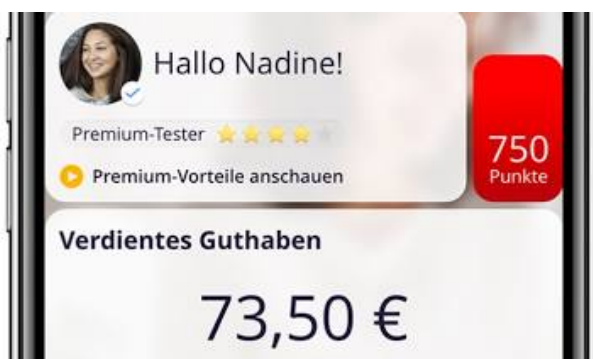 Hallo Nadine!
Premium-Tester
Premium-Vorteile anschauen
750
Punkte
Verdientes Guthaben
73,50 €